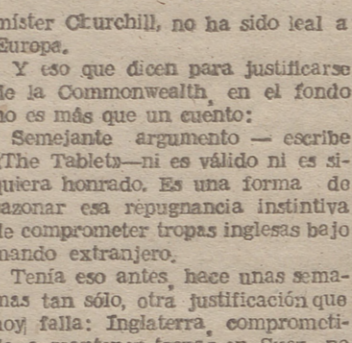 míster Churchill, no ha sido leal a
Europa.
Y eso que dicen para justificarse
de la Commonwealth, en el fondo
no es más que un cuento:
Semejante argumento — escribe
"The Tablet»—ni es válido ni es si-
quiera honrado. Es una forma de
razonar esa repugnancia instintiva
de comprometer tropas inglesas bajo
mando extranjero.
Tenía eso antes, hace unas sema-
nas tan sólo, otra justificación que
hoy falla: Inglaterra, comprometi-